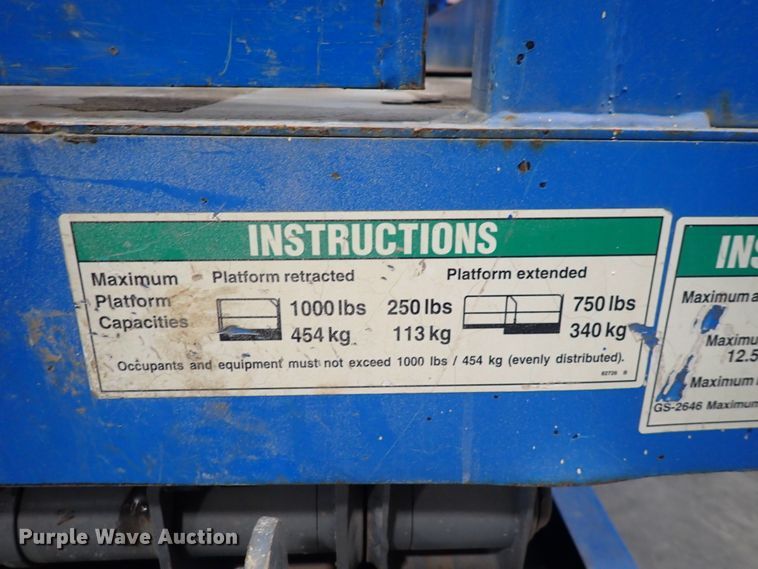 INSTRUCTIONS
Maximum Platform Capacities
Platform retracted
1000 lbs
454 kg
Platform extended
250 lbs
113 kg
750 lbs
340 kg
Occupants and equipment must not exceed 1000 lbs / 454 kg (evenly distributed).
82726 B
INS
Maximum a
Maximum
12.5
Maximum
GS-2646 Maximum
Purple Wave Auction